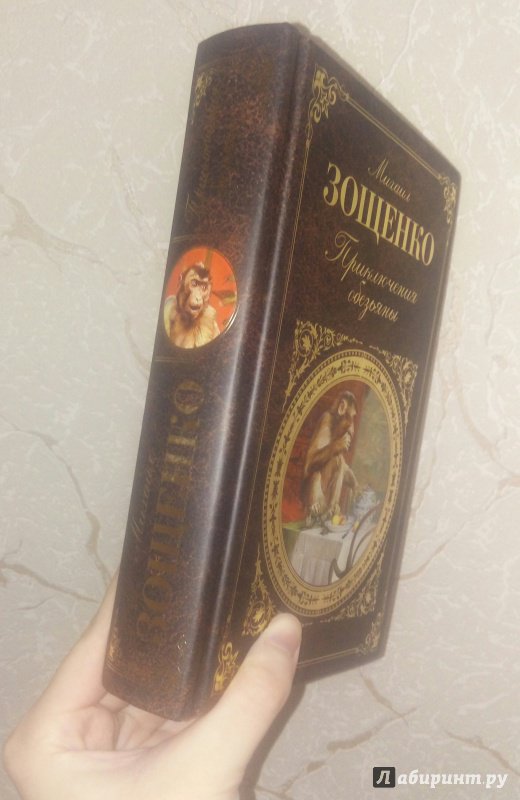 Михаил
ЗОЩЕНКО
Приключения
обезьяны
Михаил
ЗОЩЕНКО
Л Лабиринт.ру